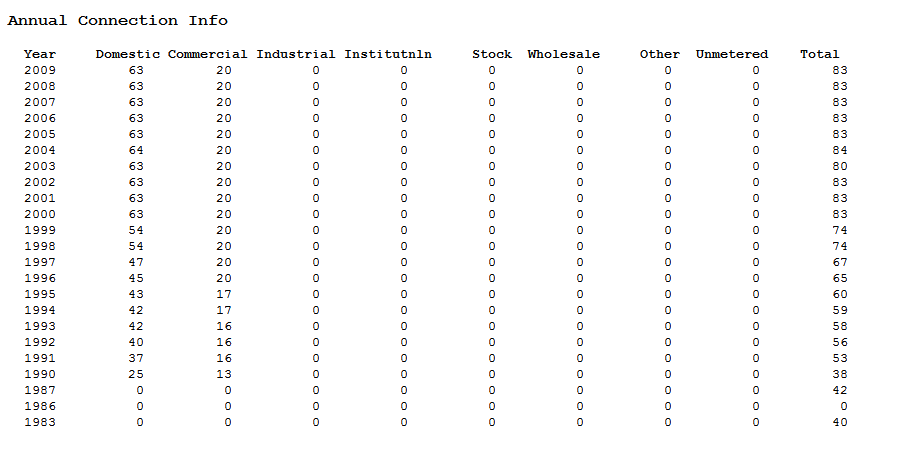 Annual Connection Info
Year Domestic Commercial Industrial Institutnln Stock Wholesale Other Unmetered Total
2009 63 20 0 0 0 0 0 0 83
2008 63 20 0 0 0 0 0 0 83
2007 63 20 0 0 0 0 0 0 83
2006 63 20 0 0 0 0 0 0 83
2005 63 20 0 0 0 0 0 0 83
2004 64 20 0 0 0 0 0 0 84
2003 63 20 0 0 0 0 0 0 80
2002 63 20 0 0 0 0 0 0 83
2001 63 20 0 0 0 0 0 0 83
2000 63 20 0 0 0 0 0 0 83
1999 54 20 0 0 0 0 0 0 74
1998 54 20 0 0 0 0 0 0 74
1997 47 20 0 0 0 0 0 0 67
1996 45 20 0 0 0 0 0 0 65
1995 43 17 0 0 0 0 0 0 60
1994 42 17 0 0 0 0 0 0 59
1993 42 16 0 0 0 0 0 0 58
1992 40 16 0 0 0 0 0 0 56
1991 37 16 0 0 0 0 0 0 53
1990 25 13 0 0 0 0 0 0 38
1987 0 0 0 0 0 0 0 0 42
1986 0 0 0 0 0 0 0 0 0
1983 0 0 0 0 0 0 0 0 40